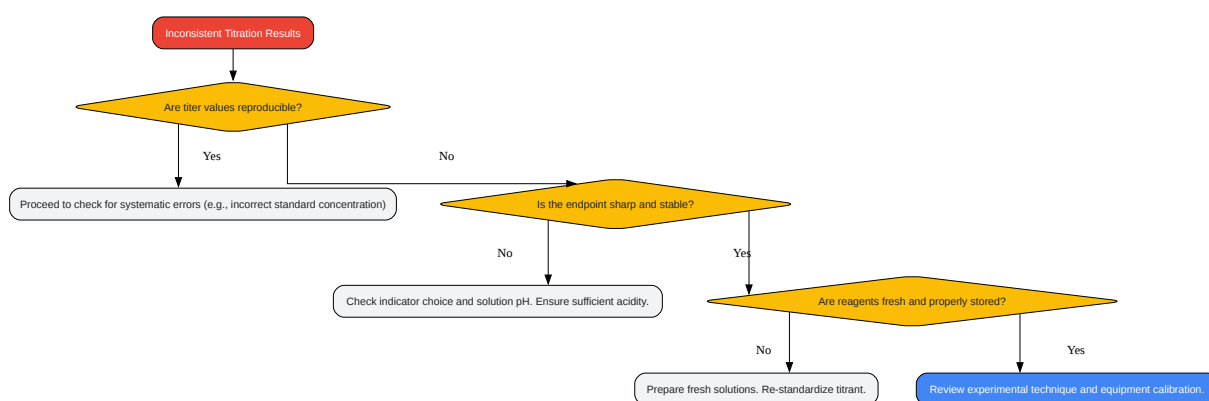 Inconsistent Titration Results
Are titer values reproducible?
Yes
No
Proceed to check for systematic errors (e.g., incorrect standard concentration)
Is the endpoint sharp and stable?
No
Yes
Check indicator choice and solution pH. Ensure sufficient acidity.
Are reagents fresh and properly stored?
No
Yes
Prepare fresh solutions. Re-standardize titrant.
Review experimental technique and equipment calibration.